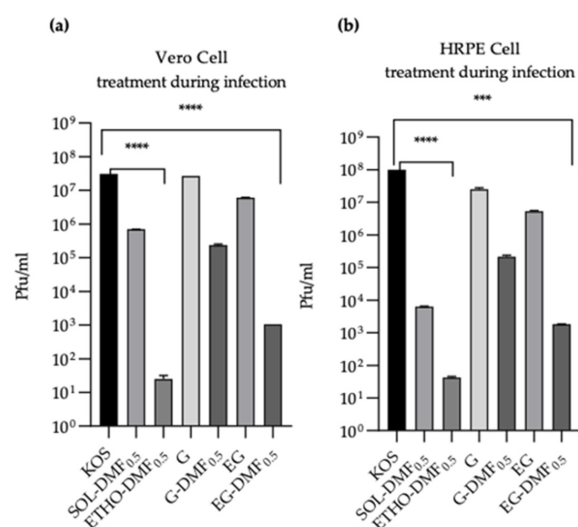 (a)
Vero Cell
treatment during infection
****
****
10⁹
10⁸
10⁷
10⁶
10⁵
10⁴
10³
10²
10¹
10⁰
Pfu/ml
KOS
SOL-DMF₀.₅
ETHO-DMF₀.₅
G
G-DMF₀.₅
EG
EG-DMF₀.₅
(b)
HRPE Cell
treatment during infection
***
****
10⁹
10⁸
10⁷
10⁶
10⁵
10⁴
10³
10²
10¹
10⁰
Pfu/ml
KOS
SOL-DMF₀.₅
ETHO-DMF₀.₅
G
G-DMF₀.₅
EG
EG-DMF₀.₅